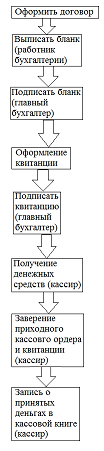 Оформить договор
Выписать бланк
(работник
бухгалтерии)
Подписать бланк
(главный
бухгалтер)
Оформление
квитанции
Подписать
квитанцию
(главный
бухгалтер)
Получение
денежных
средств (кассир)
Заверение
приходного
кассового ордера
и квитанции
(кассир)
Запись о
принятых
деньгах в
кассовой книге
(кассир)